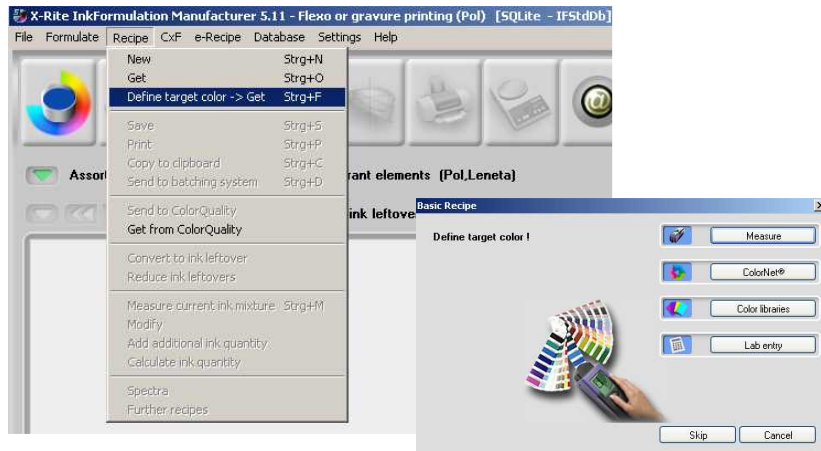 X-Rite InkFormulation Manufacturer 5.11 - Flexo or gravure printing (Pol) [SQLite - IFStdDb]
File Formulate Recipe CxF e-Recipe Database Settings Help
New Strg+N
Get Strg+O
Define target color -> Get Strg+F
Save Strg+S
Print Strg+P
Copy to clipboard Strg+C
Send to batching system Strg+D
Assor
rant elements (Pol,Leneta)
Send to ColorQuality
Get from ColorQuality
ink leftove
Convert to ink leftover
Reduce ink leftovers
Measure current ink mixture Strg+M
Modify
Add additional ink quantity
Calculate ink quantity
Spectra
Further recipes
Basic Recipe
Define target color !
Measure
ColorNet®
Color libraries
Lab entry
Skip Cancel